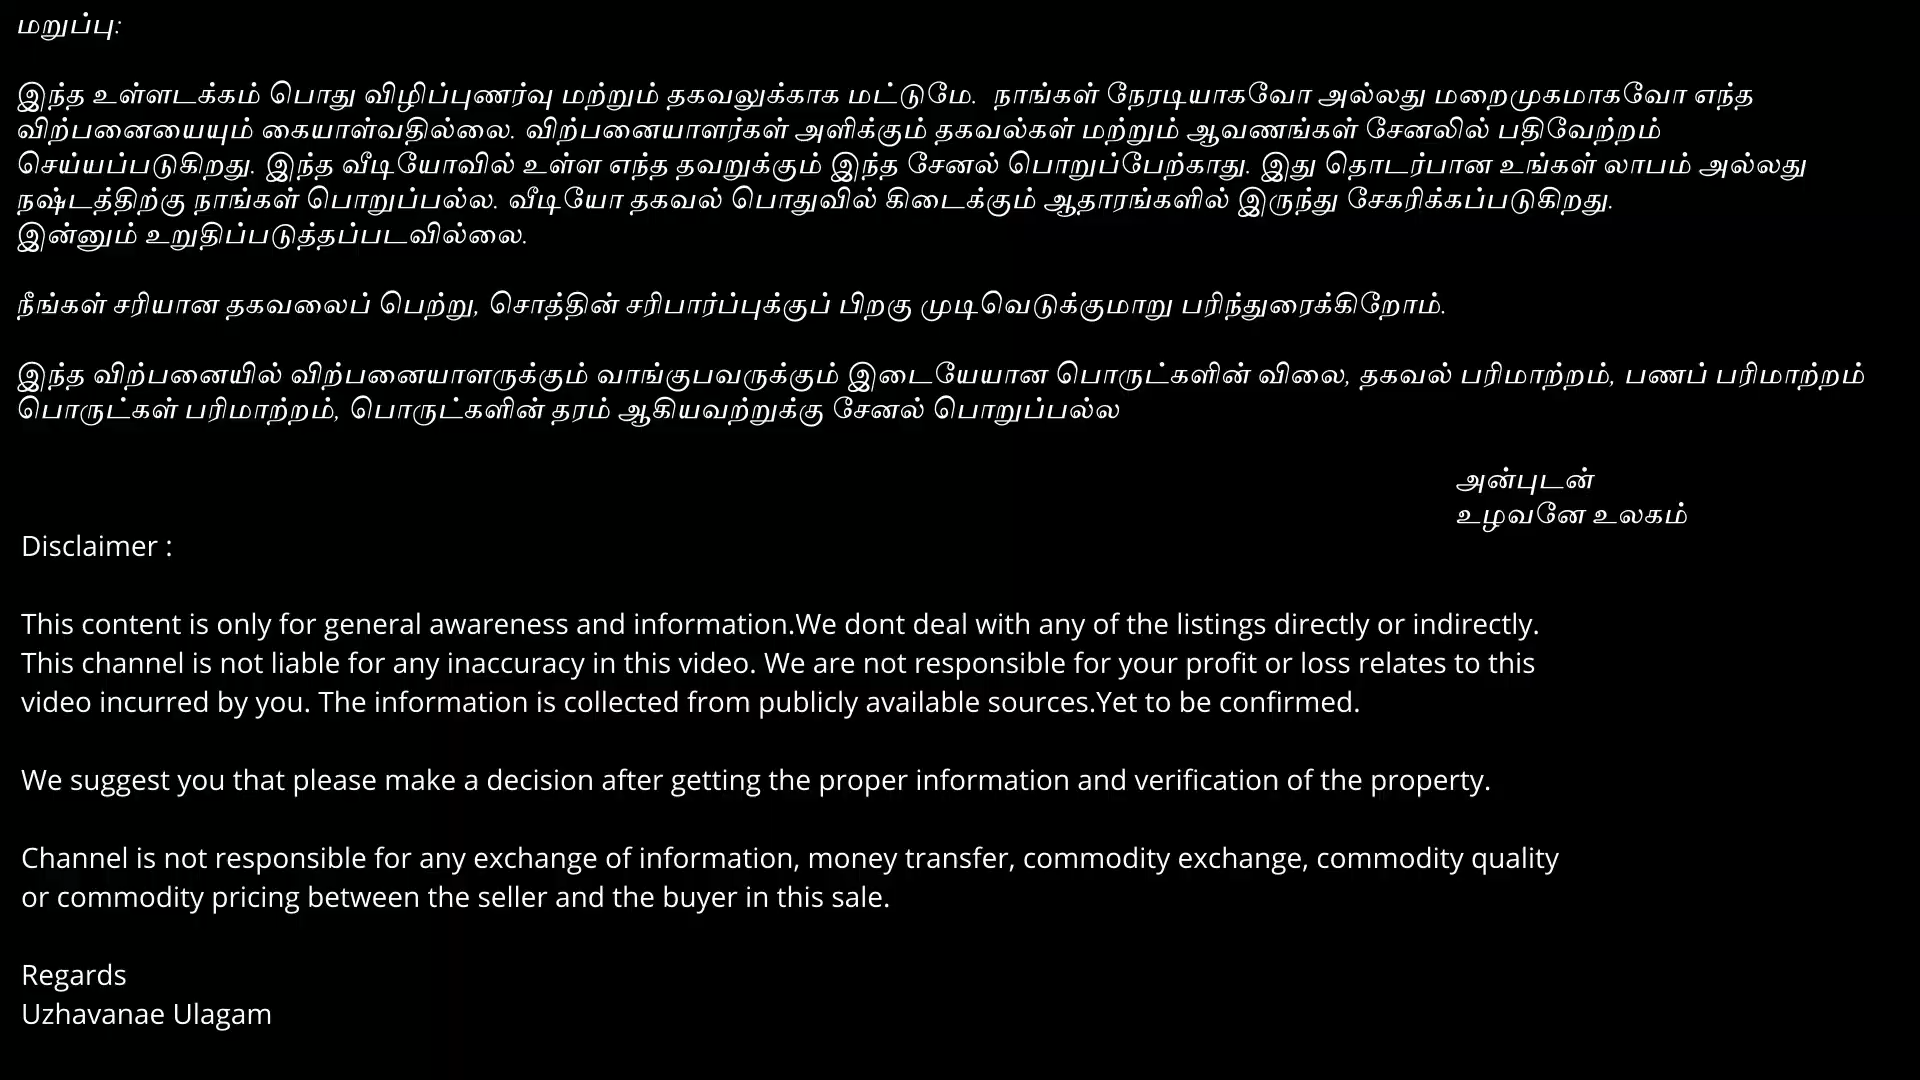 மறுப்பு:
இந்த உள்ளடக்கம் பொது விழிப்புணர்வு மற்றும் தகவலுக்காக மட்டுமே. நாங்கள் நேரடியாகவோ அல்லது மறைமுகமாகவோ எந்த
விற்பனையையும் கையாள்வதில்லை. விற்பனையாளர்கள் அளிக்கும் தகவல்கள் மற்றும் ஆவணங்கள் சேனலில் பதிவேற்றம்
செய்யப்படுகிறது. இந்த வீடியோவில் உள்ள எந்த தவறுக்கும் இந்த சேனல் பொறுப்பேற்காது. இது தொடர்பான உங்கள் லாபம் அல்லது
நஷ்டத்திற்கு நாங்கள் பொறுப்பல்ல. வீடியோ தகவல் பொதுவில் கிடைக்கும் ஆதாரங்களில் இருந்து சேகரிக்கப்படுகிறது.
இன்னும் உறுதிப்படுத்தப்படவில்லை.
நீங்கள் சரியான தகவலைப் பெற்று, சொத்தின் சரிபார்ப்புக்குப் பிறகு முடிவெடுக்குமாறு பரிந்துரைக்கிறோம்.
இந்த விற்பனையில் விற்பனையாளருக்கும் வாங்குபவருக்கும் இடையேயான பொருட்களின் விலை, தகவல் பரிமாற்றம், பணப் பரிமாற்றம்
பொருட்கள் பரிமாற்றம், பொருட்களின் தரம் ஆகியவற்றுக்கு சேனல் பொறுப்பல்ல
அன்புடன்
உழவனே உலகம்
Disclaimer :
This content is only for general awareness and information.We dont deal with any of the listings directly or indirectly.
This channel is not liable for any inaccuracy in this video. We are not responsible for your profit or loss relates to this
video incurred by you. The information is collected from publicly available sources.Yet to be confirmed.
We suggest you that please make a decision after getting the proper information and verification of the property.
Channel is not responsible for any exchange of information, money transfer, commodity exchange, commodity quality
or commodity pricing between the seller and the buyer in this sale.
Regards
Uzhavanae Ulagam